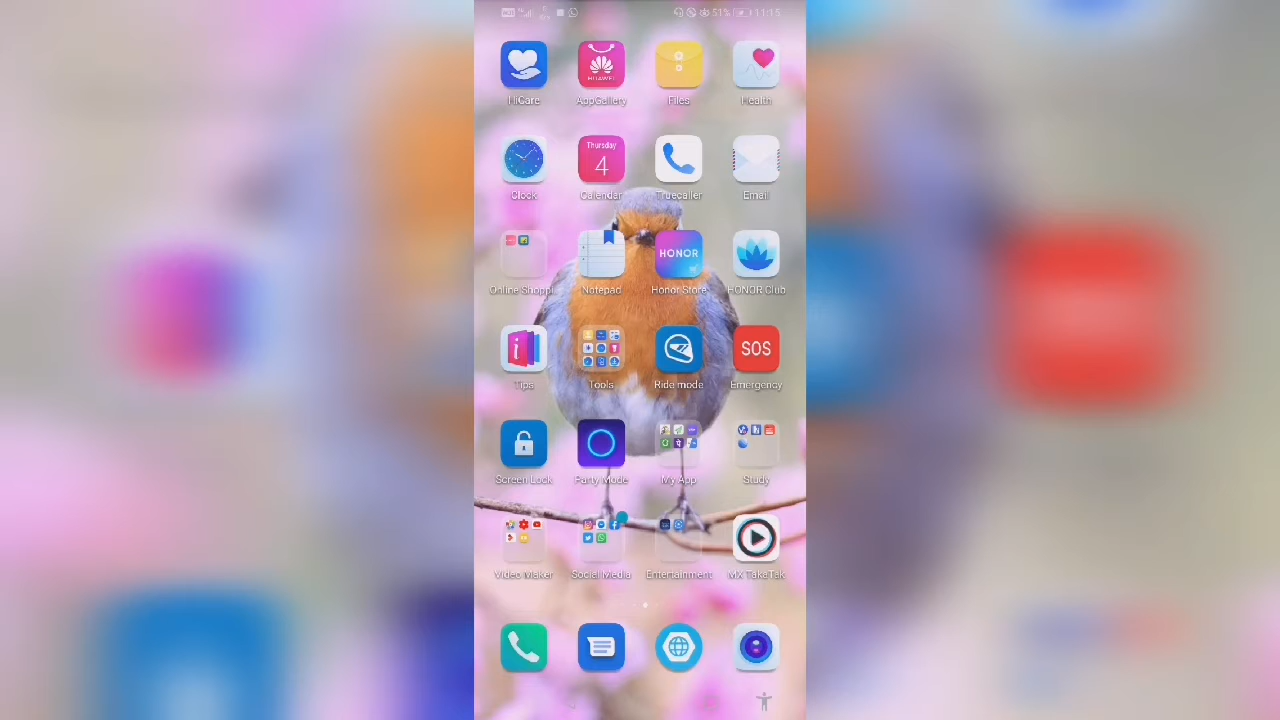 51% 11:15
HUAWEI
HiCare AppGallery Files Health
Thursday
4
Clock Calendar Truecaller Email
HONOR
Online Shoppi Notepad Honor Store HONOR Club
SOS
Tips Tools Ride mode Emergency
Screen Lock Party Mode My App Study
Video Maker Social Media Entertainment MX TakaTak